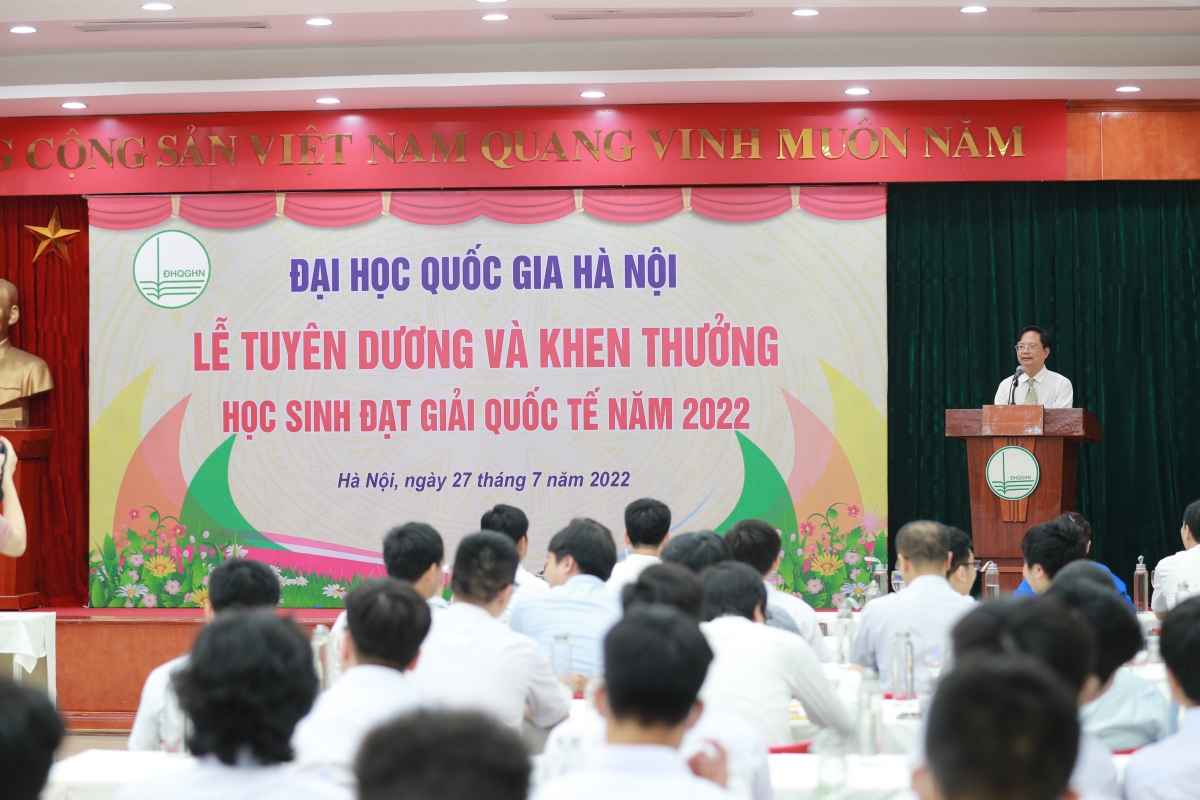 CỘNG SẢN VIỆT NAM QUANG VINH MUÔN NĂM
ĐHQGHN
ĐẠI HỌC QUỐC GIA HÀ NỘI
LỄ TUYÊN DƯƠNG VÀ KHEN THƯỞNG
HỌC SINH ĐẠT GIẢI QUỐC TẾ NĂM 2022
Hà Nội, ngày 27 tháng 7 năm 2022
ĐHQGHN